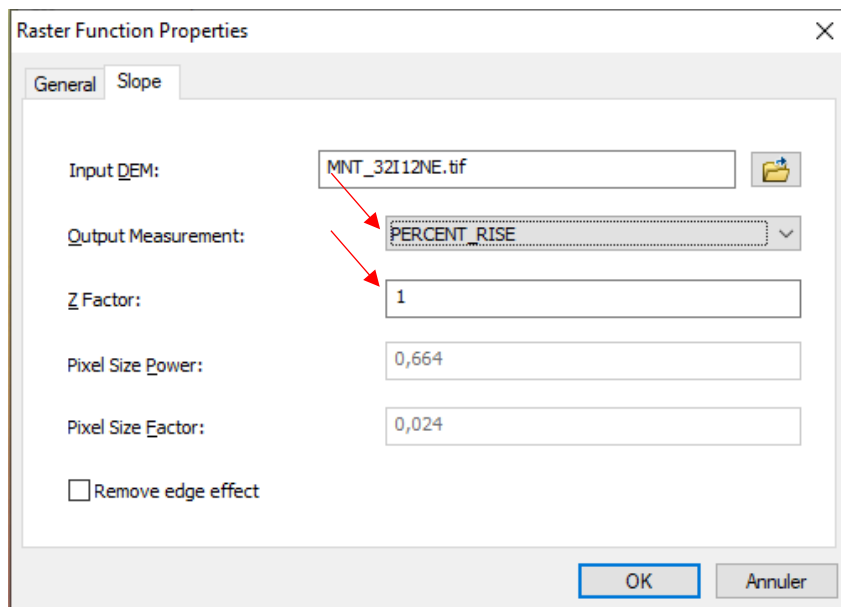 Raster Function Properties
General Slope
Input DEM: MNT_32I12NE.tif
Output Measurement: PERCENT_RISE
Z Factor: 1
Pixel Size Power: 0,664
Pixel Size Factor: 0,024
Remove edge effect
OK Annuler